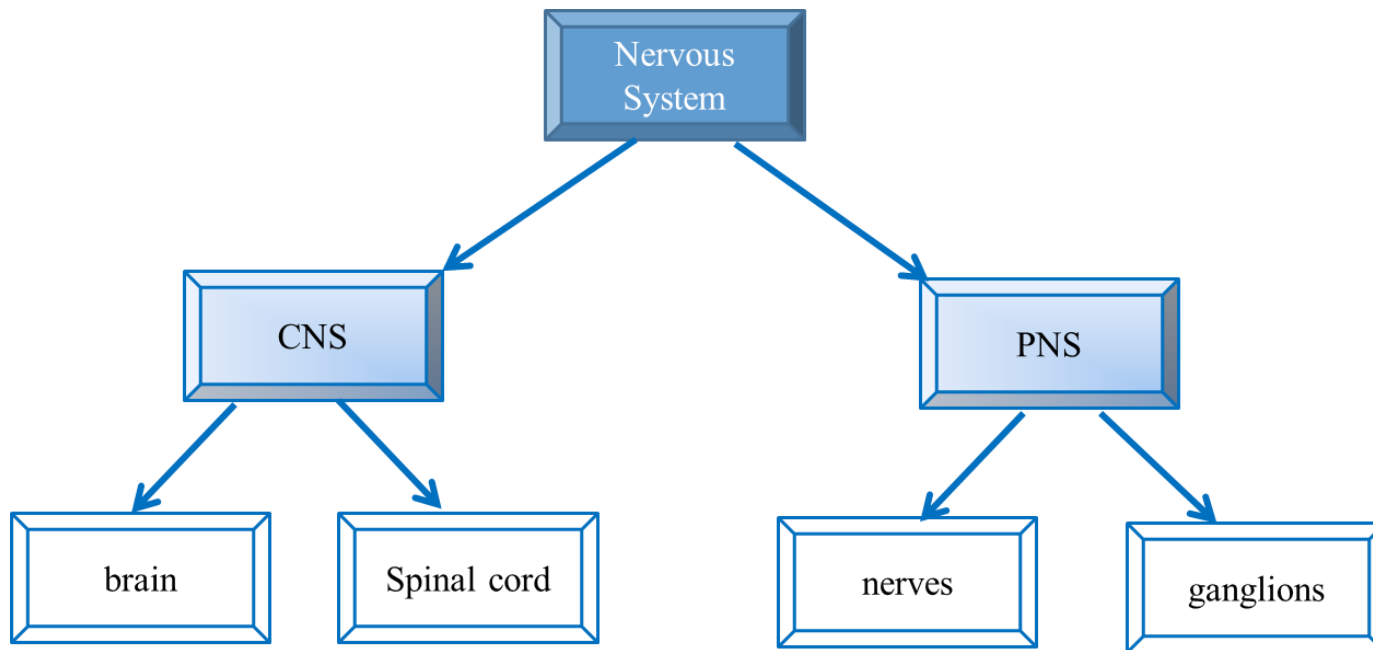 Nervous
System
CNS
PNS
brain
Spinal cord
nerves
ganglions